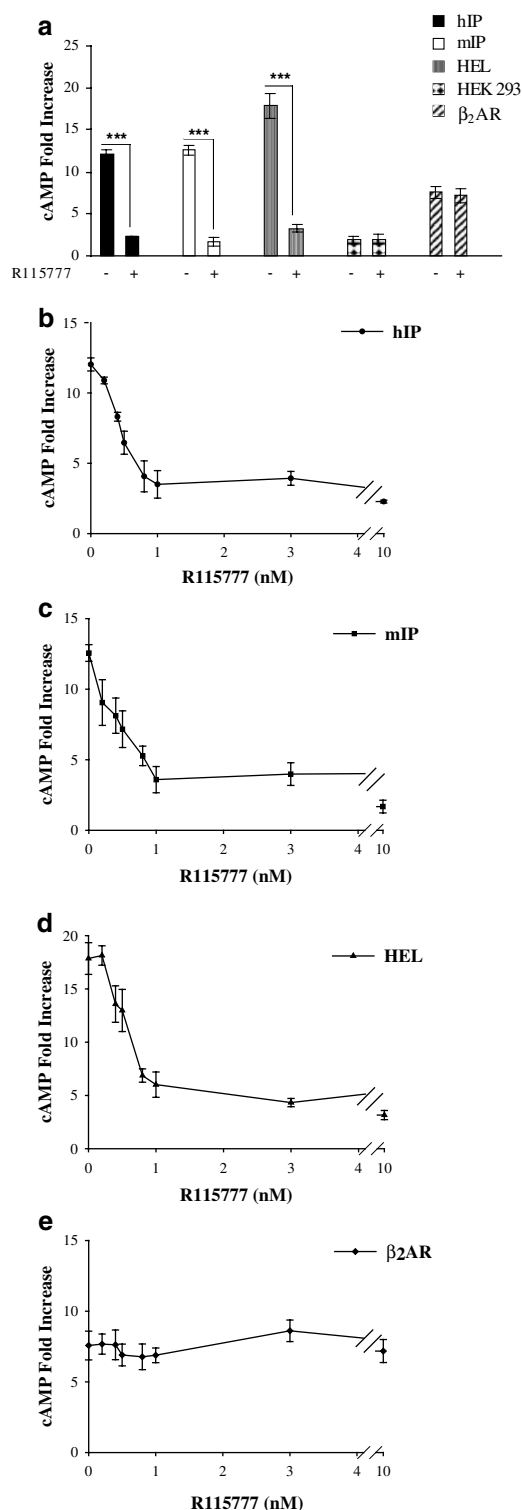 a
hIP
mIP
HEL
HEK 293
β₂AR
cAMP Fold Increase
25
20
15
10
5
0
***
***
***
R115777
- + - + - + - + - +
b
hIP
cAMP Fold Increase
15
10
5
0
0 1 2 3 4 10
R115777 (nM)
c
mIP
cAMP Fold Increase
15
10
5
0
0 1 2 3 4 10
R115777 (nM)
d
HEL
cAMP Fold Increase
20
15
10
5
0
0 1 2 3 4 10
R115777 (nM)
e
β2AR
cAMP Fold Increase
15
10
5
0
0 1 2 3 4 10
R115777 (nM)